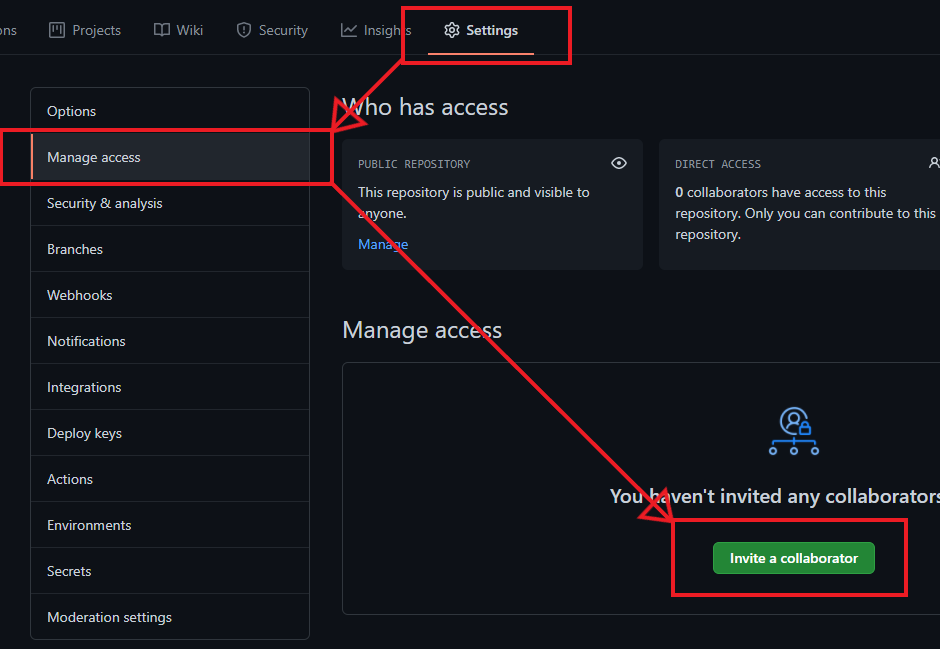 ons Projects Wiki Security Insights Settings
Options
Manage access
Security & analysis
Branches
Webhooks
Notifications
Integrations
Deploy keys
Actions
Environments
Secrets
Moderation settings
Who has access
PUBLIC REPOSITORY
This repository is public and visible to
anyone.
Manage
DIRECT ACCESS
0 collaborators have access to this
repository. Only you can contribute to this
repository.
Manage access
You haven't invited any collaborators
Invite a collaborator